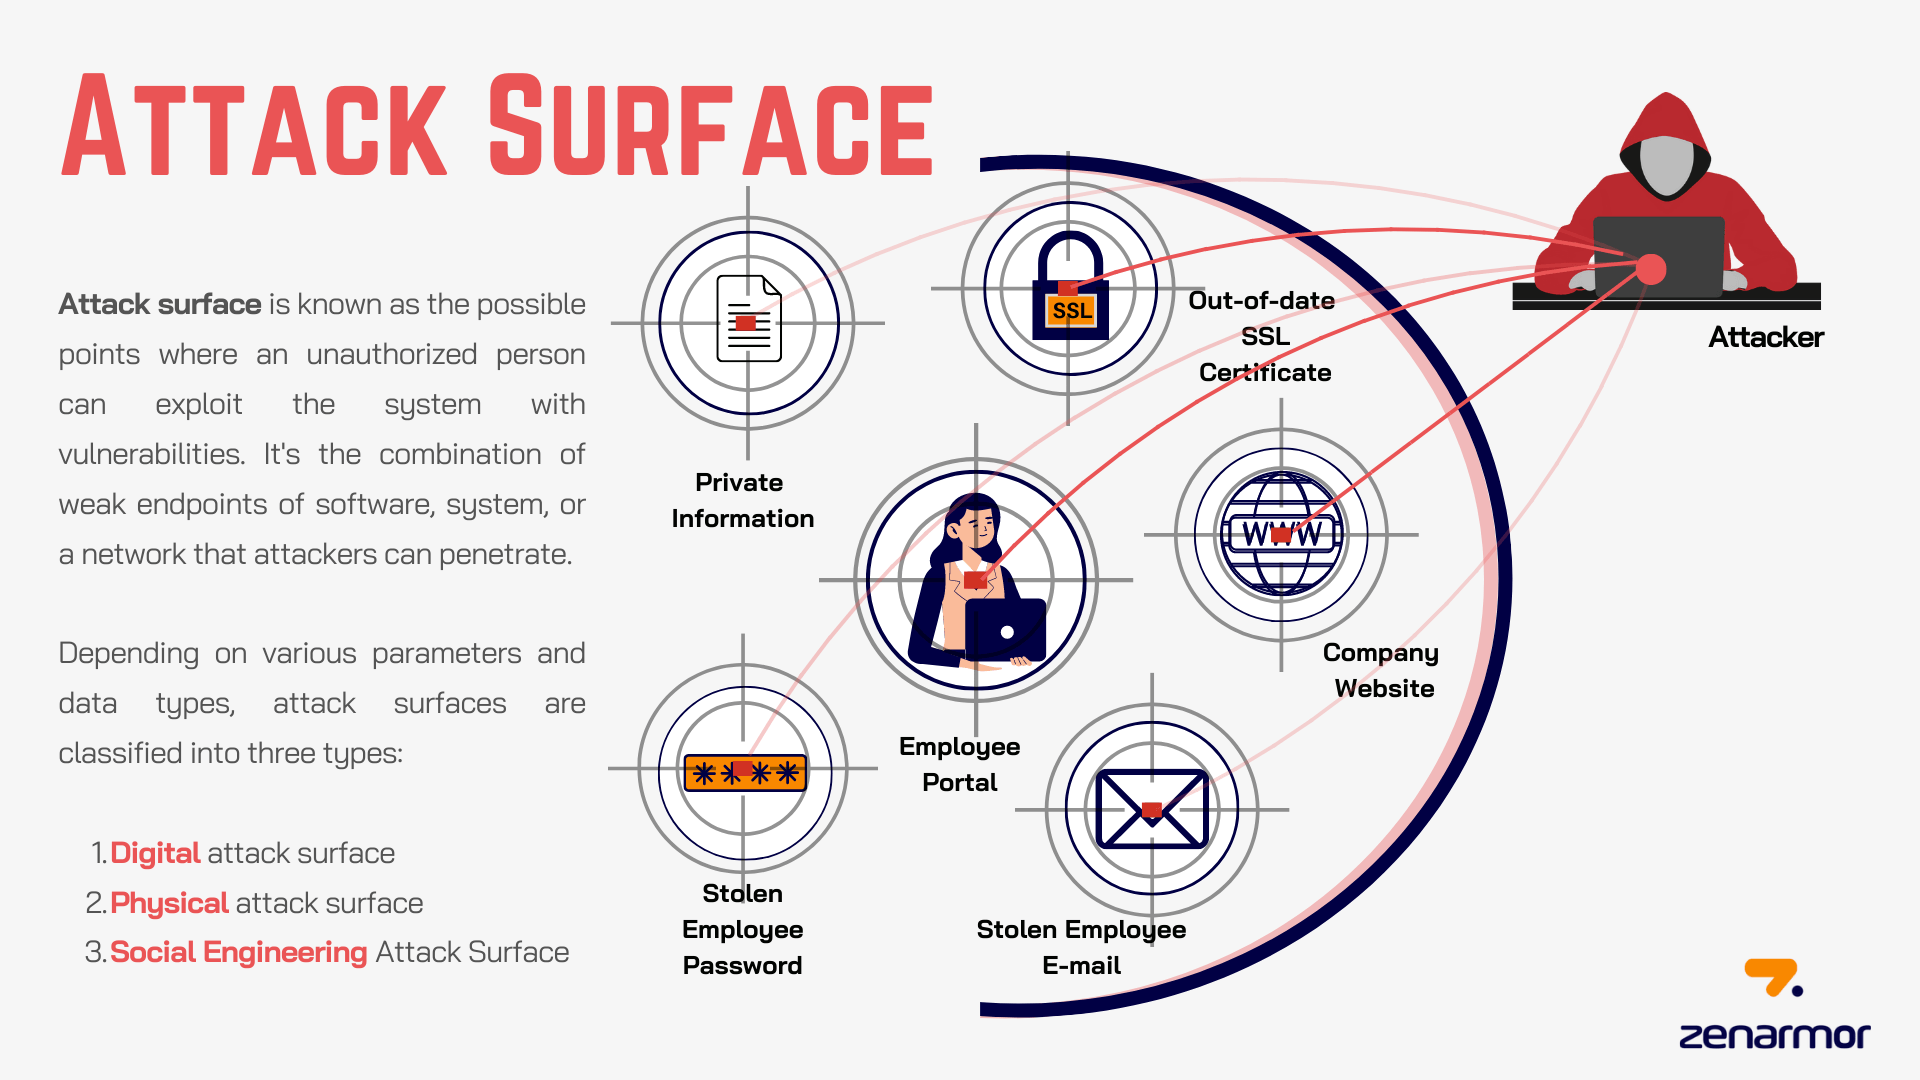 ATTACK SURFACE
Attack surface is known as the possible
points where an unauthorized person
can exploit the system with
vulnerabilities. It's the combination of
weak endpoints of software, system, or
a network that attackers can penetrate.
Depending on various parameters and
data types, attack surfaces are
classified into three types:
1. Digital attack surface
2. Physical attack surface
3. Social Engineering Attack Surface
Private
Information
SSL
Out-of-date
SSL
Certificate
Attacker
Employee
Portal
WWW
Company
Website
****
Stolen
Employee
Password
Stolen Employee
E-mail
zenarmor